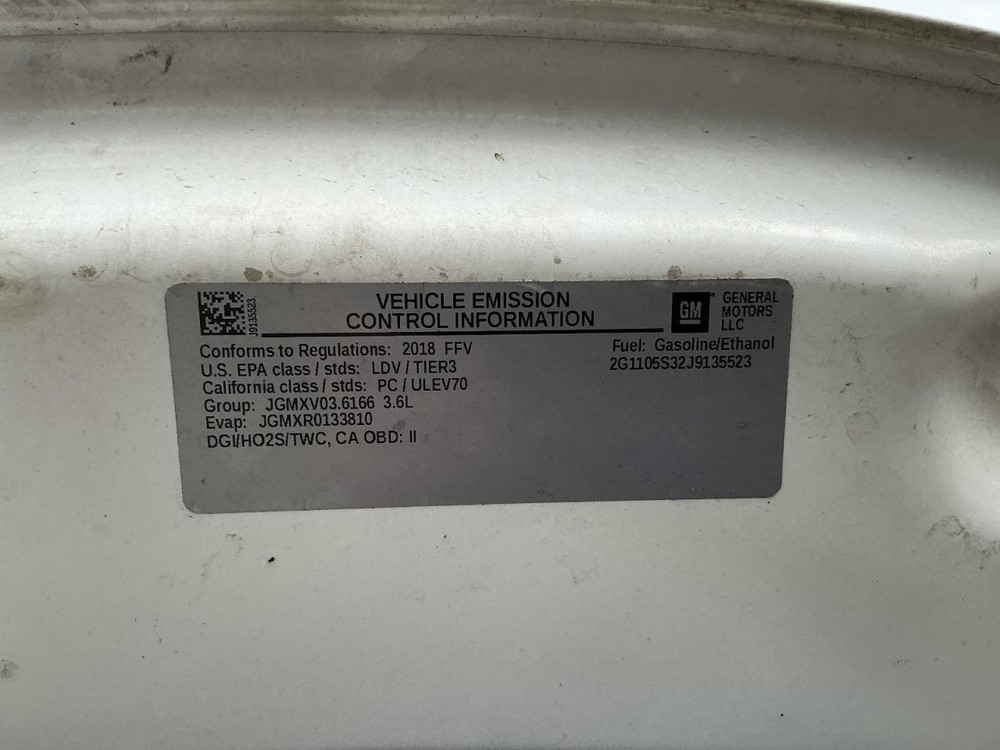 J9135523
VEHICLE EMISSION
CONTROL INFORMATION
GM
GENERAL
MOTORS
LLC
Conforms to Regulations: 2018 FFV
U.S. EPA class / stds: LDV / TIER3
California class / stds: PC / ULEV70
Group: JGMXV03.6166 3.6L
Evap: JGMXR0133810
DGI/HO2S/TWC, CA OBD: II
Fuel: Gasoline/Ethanol
2G1105S32J9135523